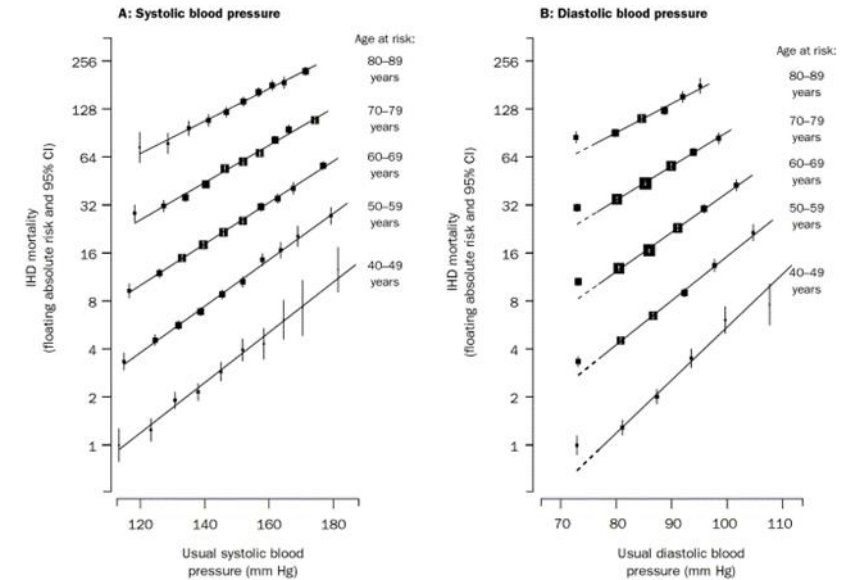 A: Systolic blood pressure
Age at risk:
256
128
64
32
16
8
4
2
1
80–89
years
70–79
years
60–69
years
50–59
years
40–49
years
IHD mortality
(floating absolute risk and 95% CI)
120 140 160 180
Usual systolic blood
pressure (mm Hg)
B: Diastolic blood pressure
Age at risk:
256
128
64
32
16
8
4
2
1
80–89
years
70–79
years
60–69
years
50–59
years
40–49
years
IHD mortality
(floating absolute risk and 95% CI)
70 80 90 100 110
Usual diastolic blood
pressure (mm Hg)